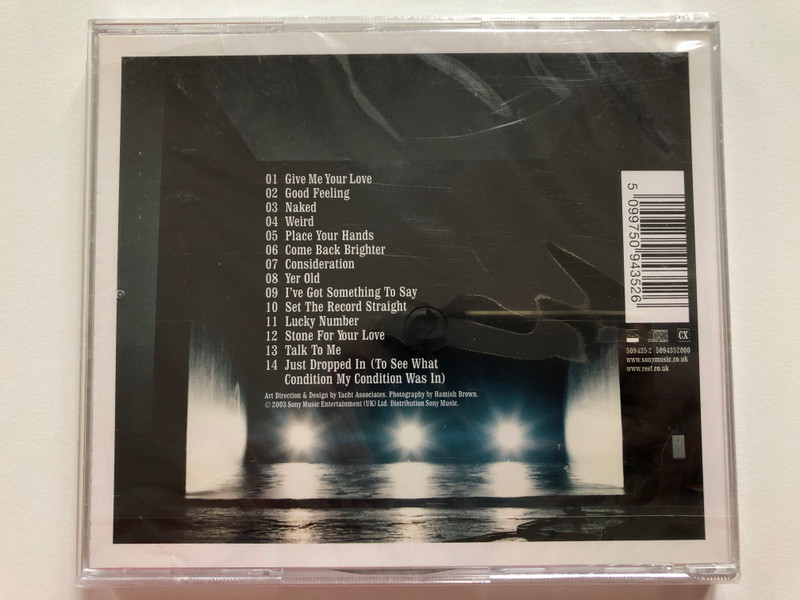 01 Give Me Your Love
02 Good Feeling
03 Naked
04 Weird
05 Place Your Hands
06 Come Back Brighter
07 Consideration
08 Yer Old
09 I've Got Something To Say
10 Set The Record Straight
11 Lucky Number
12 Stone For Your Love
13 Talk To Me
14 Just Dropped In (To See What
Condition My Condition Was In)
Art Direction & Design by Yacht Associates. Photography by Hamish Brown.
© 2003 Sony Music Entertainment (UK) Ltd. Distribution Sony Music.
5 099750 943526
CX
509435 2 5094352000
www.sonymusic.co.uk
www.reef.co.uk